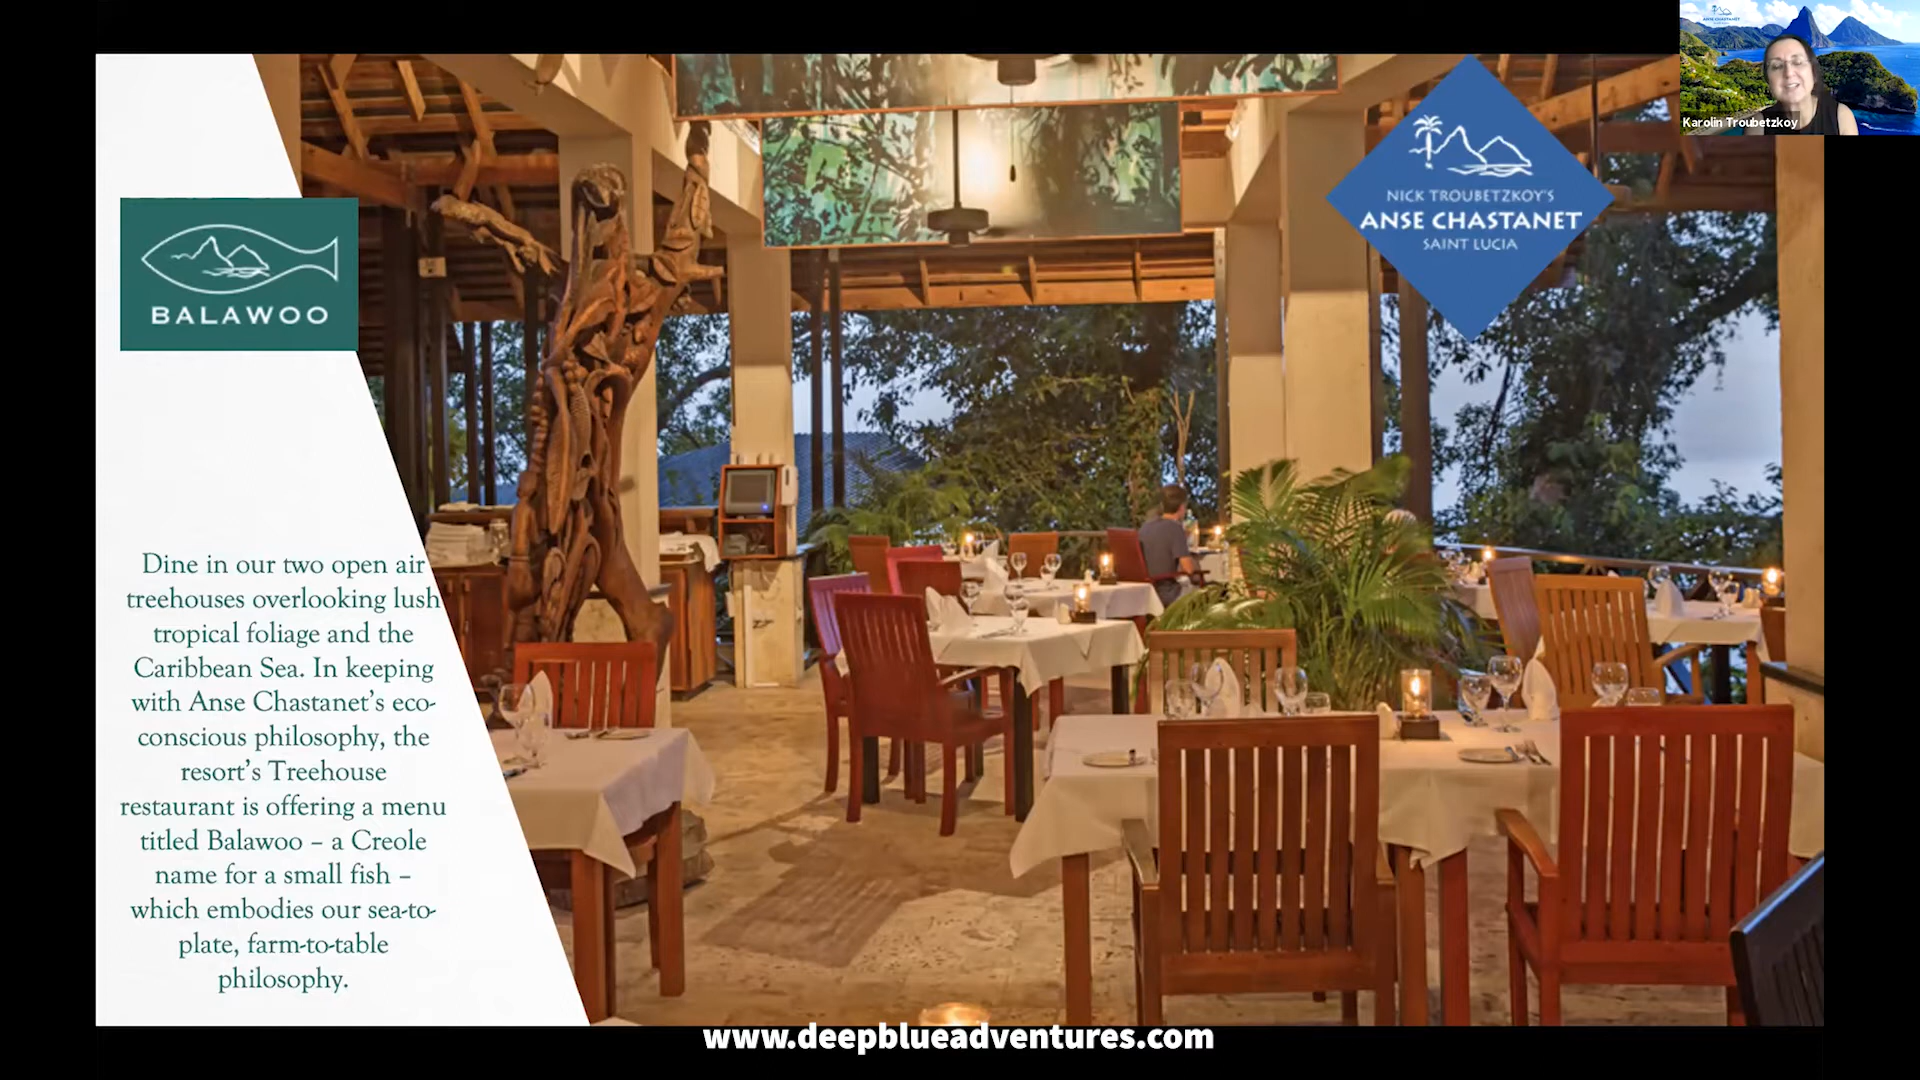 BALAWOO
Dine in our two open air
treehouses overlooking lush
tropical foliage and the
Caribbean Sea. In keeping
with Anse Chastanet's eco-
conscious philosophy, the
resort's Treehouse
restaurant is offering a menu
titled Balawoo – a Creole
name for a small fish –
which embodies our sea-to-
plate, farm-to-table
philosophy.
NICK TROUBETZKOY'S
ANSE CHASTANET
SAINT LUCIA
ANSE CHASTANET
Karolin Troubetzkoy
www.deepblueadventures.com